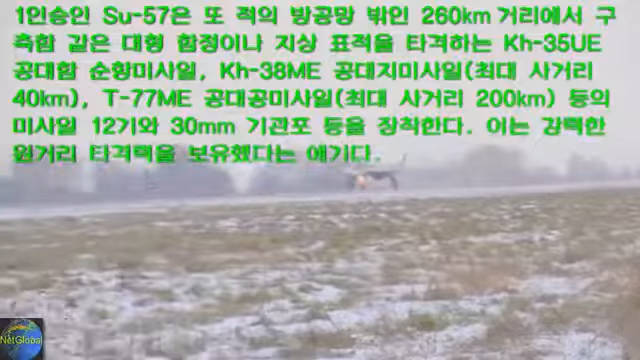 1인승인 Su-57은 또 적의 방공망 밖인 260km 거리에서 구
축함 같은 대형 함정이나 지상 표적을 타격하는 Kh-35UE
공대함 순항미사일, Kh-38ME 공대지미사일(최대 사거리
40km), T-77ME 공대공미사일(최대 사거리 200km) 등의
미사일 12기와 30mm 기관포 등을 장착한다. 이는 강력한
원거리 타격력을 보유했다는 얘기다.
NetGlobal